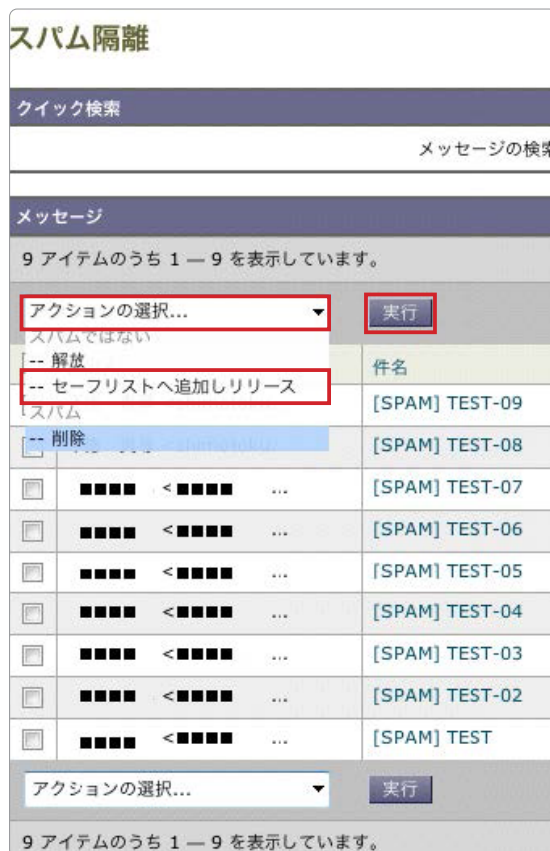 スパム隔離
クイック検索
メッセージの検索
メッセージ
9 アイテムのうち 1 — 9 を表示しています。
アクションの選択... 実行
スパムではない
-- 解放
件名
-- セーフリストへ追加しリリース
スパム
[SPAM] TEST-09
-- 削除
[SPAM] TEST-08
■■■■ <■■■■ ... [SPAM] TEST-07
■■■■ <■■■■ ... [SPAM] TEST-06
■■■■ <■■■■ ... [SPAM] TEST-05
■■■■ <■■■■ ... [SPAM] TEST-04
■■■■ <■■■■ ... [SPAM] TEST-03
■■■■ <■■■■ ... [SPAM] TEST-02
■■■■ <■■■■ ... [SPAM] TEST
アクションの選択... 実行
9 アイテムのうち 1 — 9 を表示しています。